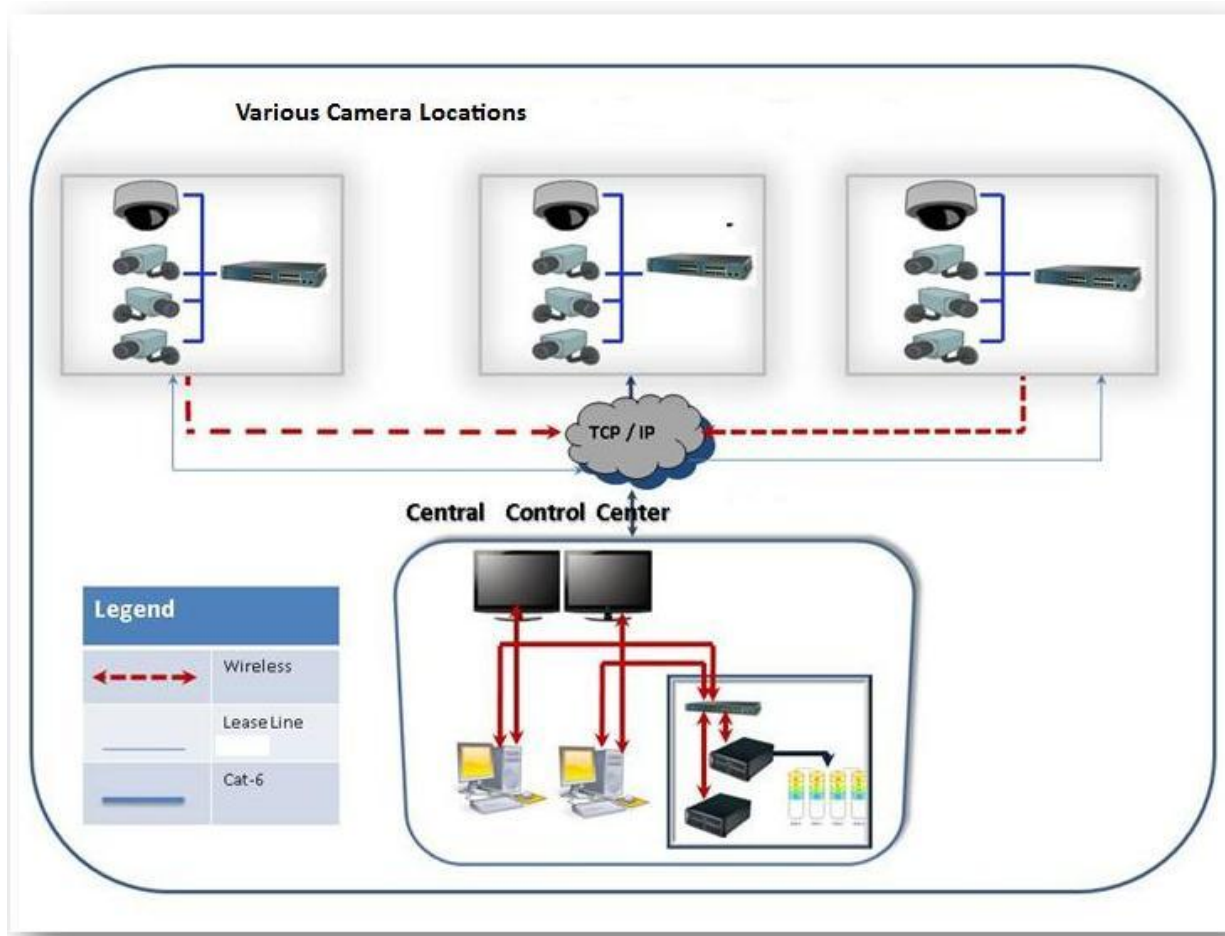 Various Camera Locations
TCP / IP
Central Control Center
Legend
Wireless
Lease Line
Cat-6